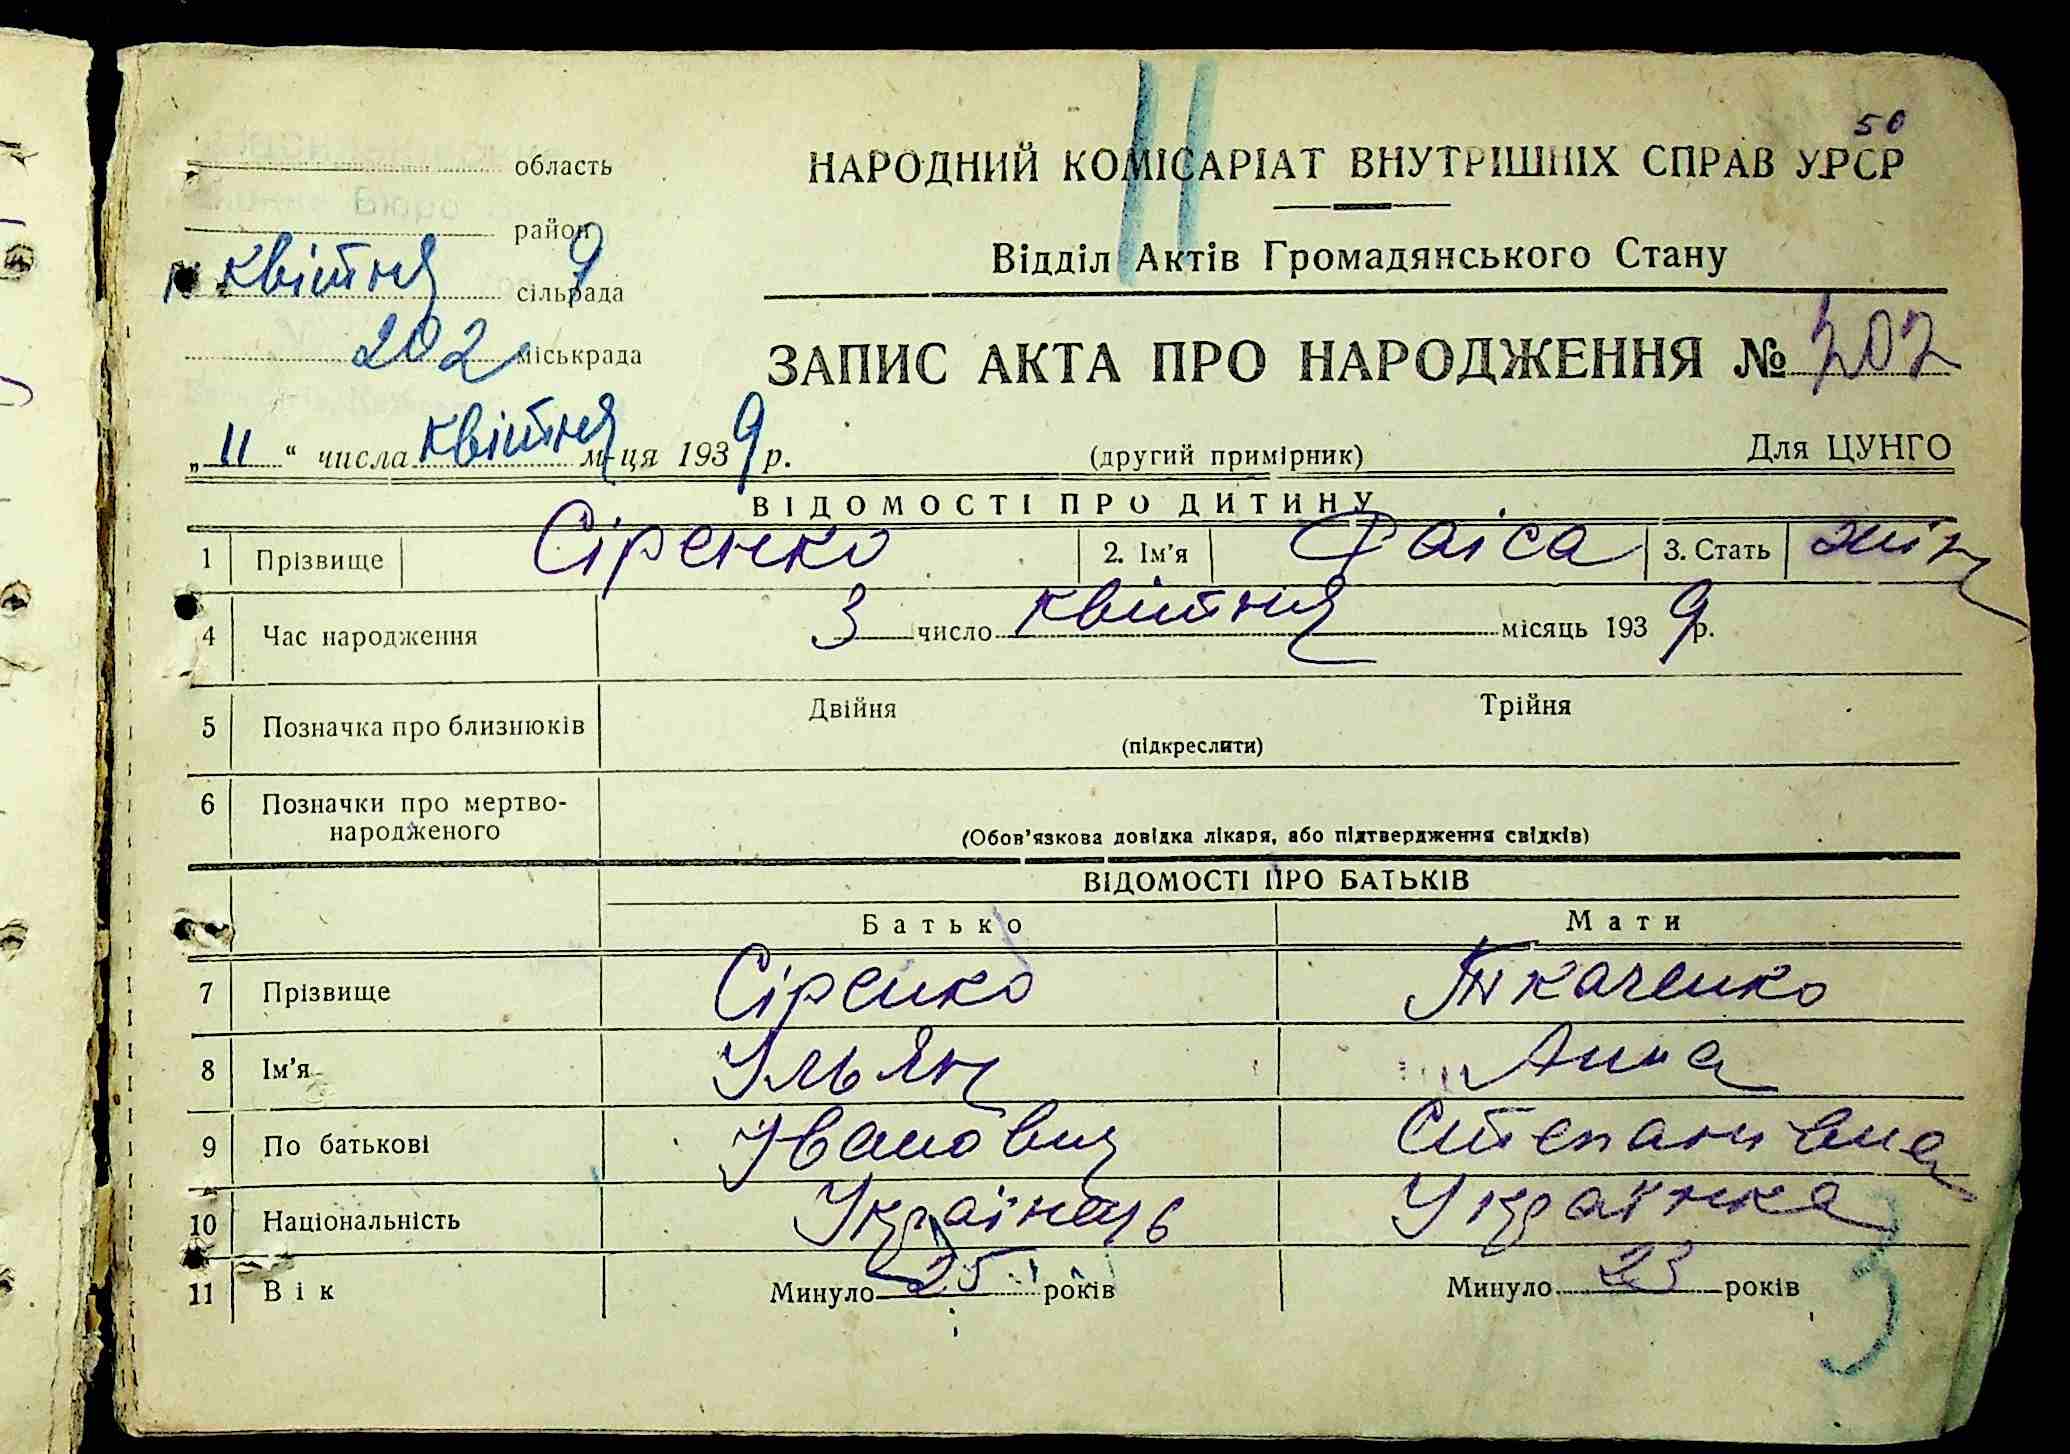 50
область
район
11 квітня 9
сільрада
202 міськрада
НАРОДНИЙ КОМІСАРІАТ ВНУТРІШНІХ СПРАВ УРСР
Відділ Актів Громадянського Стану
ЗАПИС АКТА ПРО НАРОДЖЕННЯ № 202
„11“ числа квітня м-ця 1939 р.
(другий примірник)
Для ЦУНГО
ВІДОМОСТІ ПРО ДИТИНУ
1 Прізвище Сіренко 2. Ім'я Фаіса 3. Стать жін
4 Час народження 3 число квітня місяць 1939 р.
5 Позначка про близнюків Двійня Трійня
(підкреслити)
6 Позначки про мертво-
народженого
(Обов'язкова довідка лікаря, або підтвердження свідків)
ВІДОМОСТІ ПРО БАТЬКІВ
Батько Мати
7 Прізвище Сіренко Ткаченко
8 Ім'я Ульян Анна
9 По батькові Іванович Степанівна
10 Національність Українець Українка
11 Вік Минуло 25 років Минуло 23 років
3